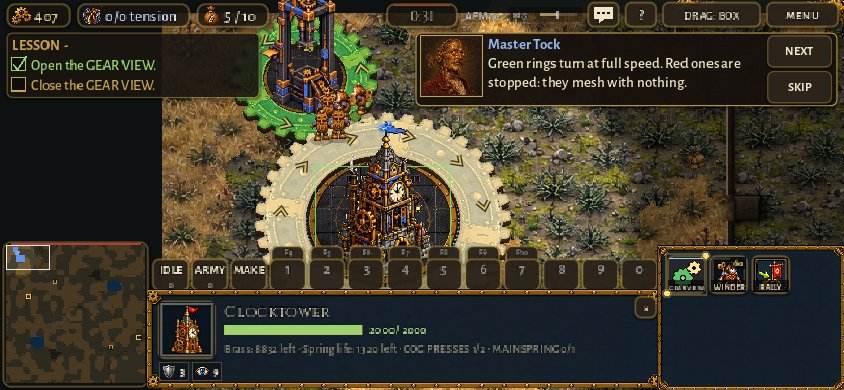 407
0/0 tension
5/10
0:31
?
DRAG: BOX
MENU
LESSON -
Open the GEAR VIEW.
Close the GEAR VIEW.
Master Tock
Green rings turn at full speed. Red ones are
stopped: they mesh with nothing.
NEXT
SKIP
IDLE
ARMY
MAKE
1 2 3 4 5 6 7 8 9 0
CLOCKTOWER
2000/ 2000
Brass: 8832 left · Spring life: 1320 left · COG PRESSES 1/2 · MAINSPRING 0/1
3
9
WINDER
RALLY